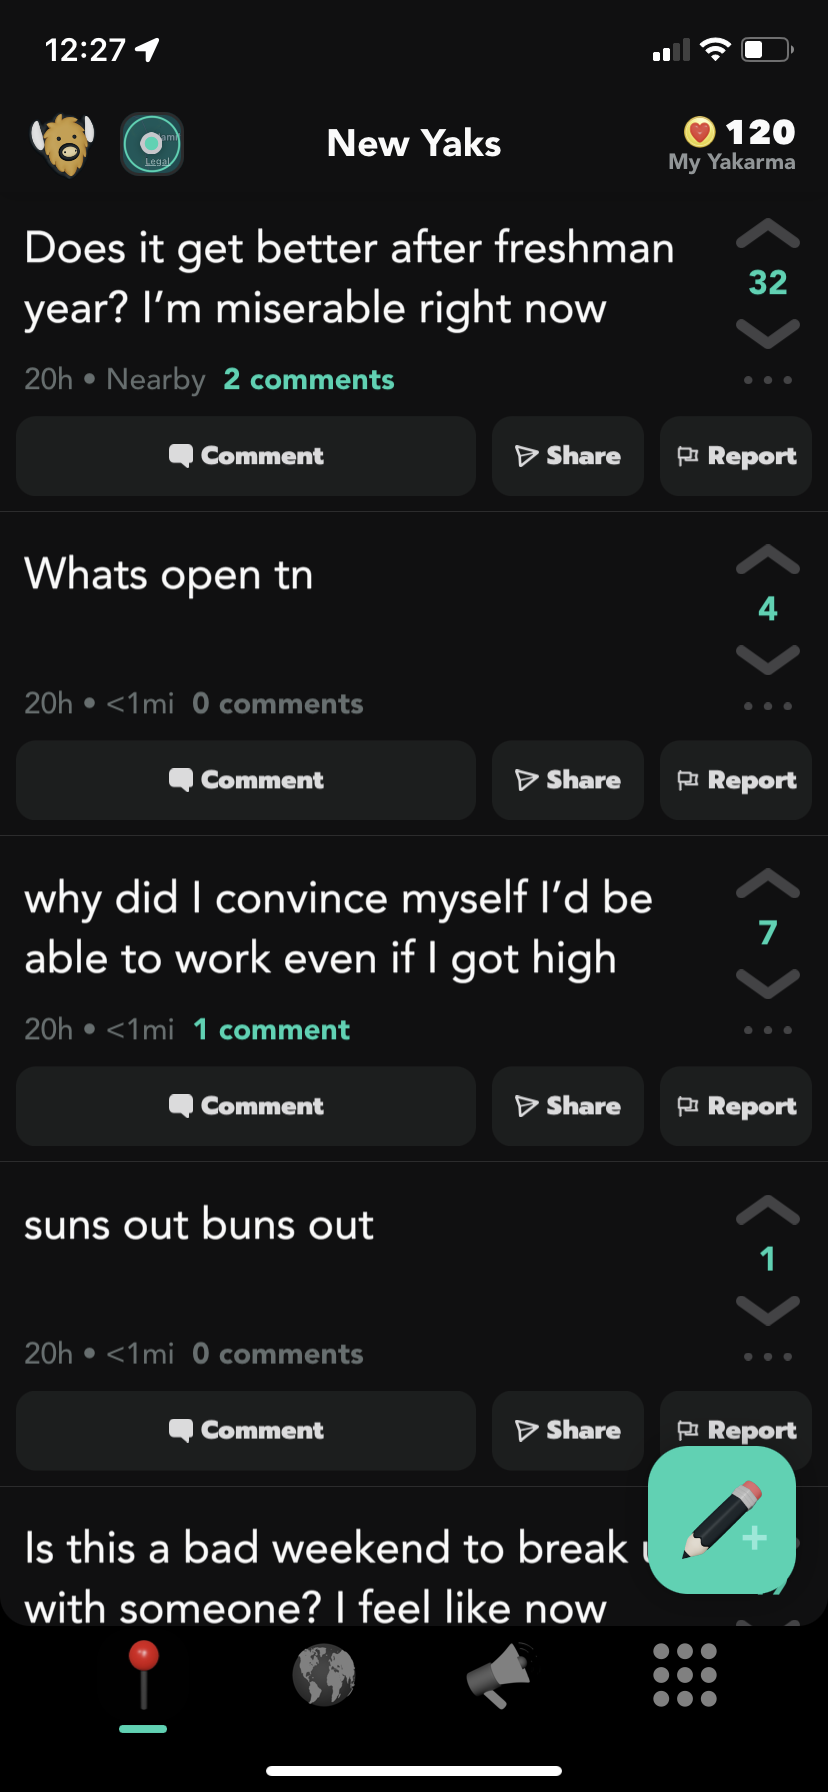 12:27
Legal
New Yaks
120
My Yakarma
Does it get better after freshman
year? I’m miserable right now
32
20h • Nearby 2 comments
Comment
Share
Report
Whats open tn
4
20h • <1mi 0 comments
Comment
Share
Report
why did I convince myself I’d be
able to work even if I got high
7
20h • <1mi 1 comment
Comment
Share
Report
suns out buns out
1
20h • <1mi 0 comments
Comment
Share
Report
Is this a bad weekend to break
with someone? I feel like now